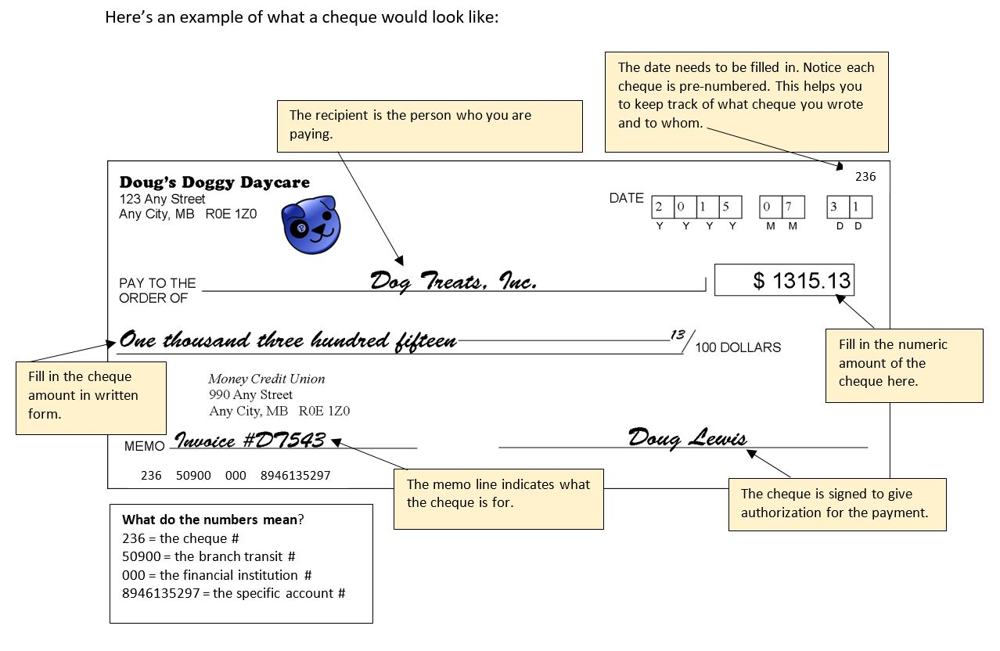 Here's an example of what a cheque would look like:
The date needs to be filled in. Notice each
cheque is pre-numbered. This helps you
to keep track of what cheque you wrote
and to whom.
The recipient is the person who you are
paying.
236
Doug's Doggy Daycare
123 Any Street
Any City, MB R0E 1Z0
DATE 2 0 1 5 0 7 3 1
Y Y Y Y M M D D
PAY TO THE
ORDER OF
Dog Treats, Inc.
$ 1315.13
One thousand three hundred fifteen 13/100 DOLLARS
Fill in the numeric
amount of the
cheque here.
Fill in the cheque
amount in written
form.
Money Credit Union
990 Any Street
Any City, MB R0E 1Z0
MEMO Invoice #DT543
Doug Lewis
236 50900 000 8946135297
The memo line indicates what
the cheque is for.
The cheque is signed to give
authorization for the payment.
What do the numbers mean?
236 = the cheque #
50900 = the branch transit #
000 = the financial institution #
8946135297 = the specific account #